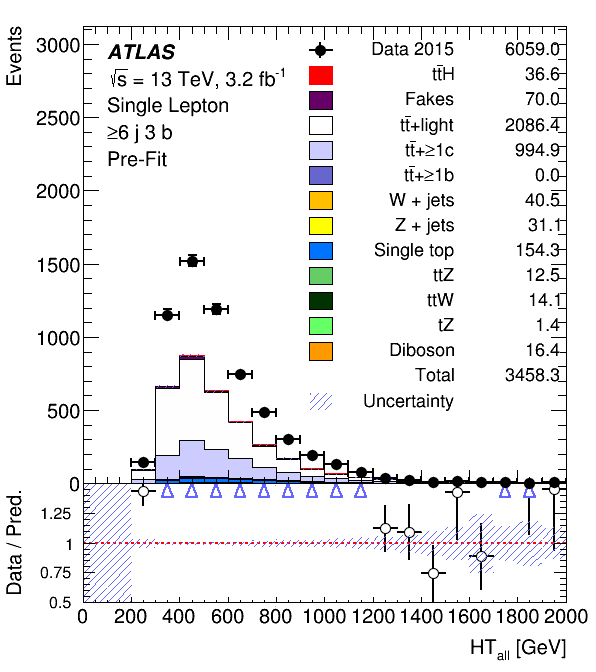 Events
3000
2500
2000
1500
1000
500
0
ATLAS
√s = 13 TeV, 3.2 fb⁻¹
Single Lepton
≥6 j 3 b
Pre-Fit
Data 2015 6059.0
tt̄H 36.6
Fakes 70.0
tt̄+light 2086.4
tt̄+≥1c 994.9
tt̄+≥1b 0.0
W + jets 40.5
Z + jets 31.1
Single top 154.3
ttZ 12.5
ttW 14.1
tZ 1.4
Diboson 16.4
Total 3458.3
Uncertainty
Data / Pred.
1.25
1
0.75
0.5
0 200 400 600 800 1000 1200 1400 1600 1800 2000
HT_all [GeV]